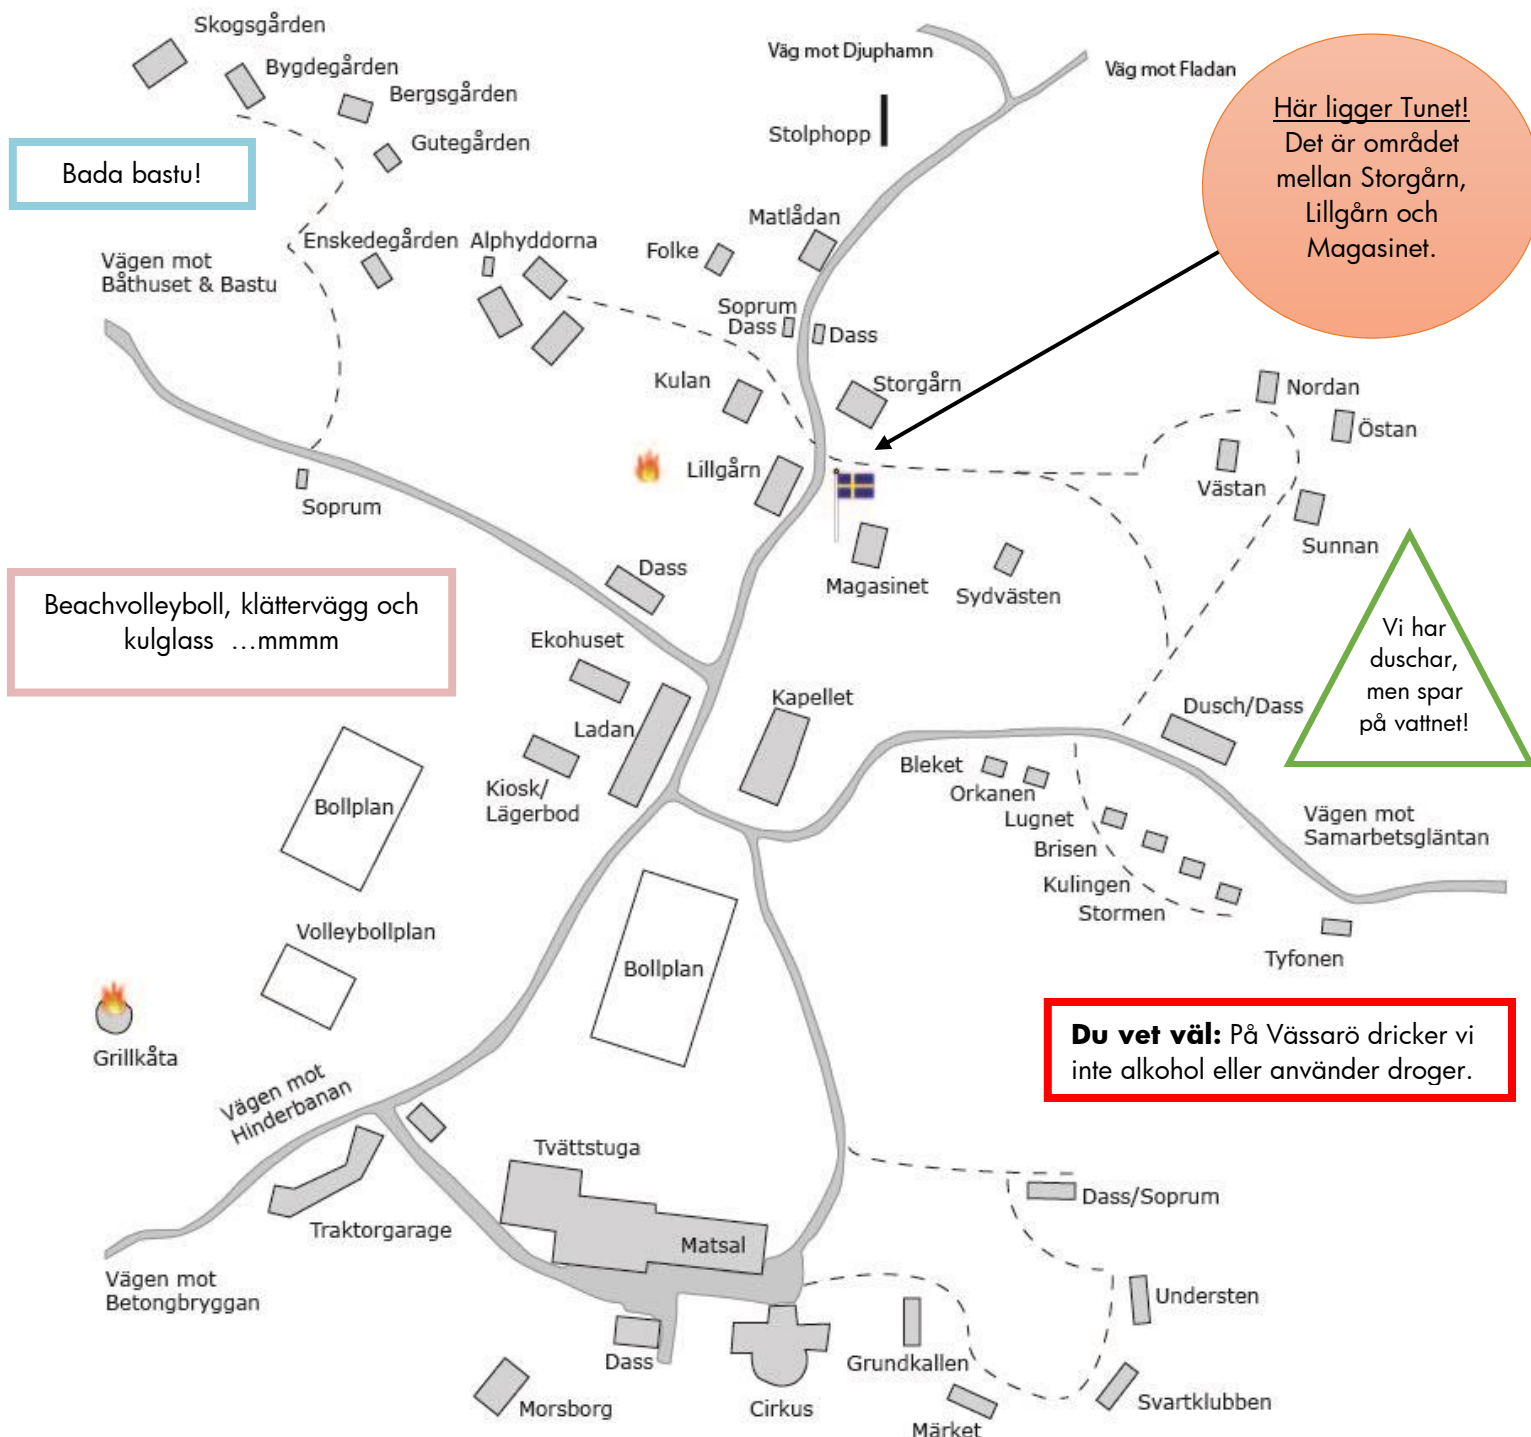 Skogsgården
Bygdegården
Bergsgården
Gutegården
Bada bastu!
Väg mot Djuphamn
Väg mot Fladan
Stolphopp
Här ligger Tunet!
Det är området
mellan Storgårn,
Lillgårn och
Magasinet.
Matlådan
Folke
Enskedegården
Alphyddorna
Vägen mot
Båthuset & Bastu
Soprum
Dass
Dass
Kulan
Storgårn
Nordan
Östan
Västan
Sunnan
Lillgårn
Soprum
Dass
Magasinet
Sydvästen
Beachvolleyboll, klättervägg och
kulglass …mmmm
Ekohuset
Ladan
Kiosk/
Lägerbod
Kapellet
Dusch/Dass
Vi har
duschar,
men spar
på vattnet!
Bleket
Orkanen
Lugnet
Brisen
Kulingen
Stormen
Tyfonen
Vägen mot
Samarbetsgläntan
Bollplan
Volleybollplan
Bollplan
Grillkåta
Du vet väl: På Vässarö dricker vi
inte alkohol eller använder droger.
Vägen mot
Hinderbanan
Tvättstuga
Matsal
Traktorgarage
Vägen mot
Betongbryggan
Dass/Soprum
Understen
Dass
Morsborg
Cirkus
Grundkallen
Märket
Svartklubben